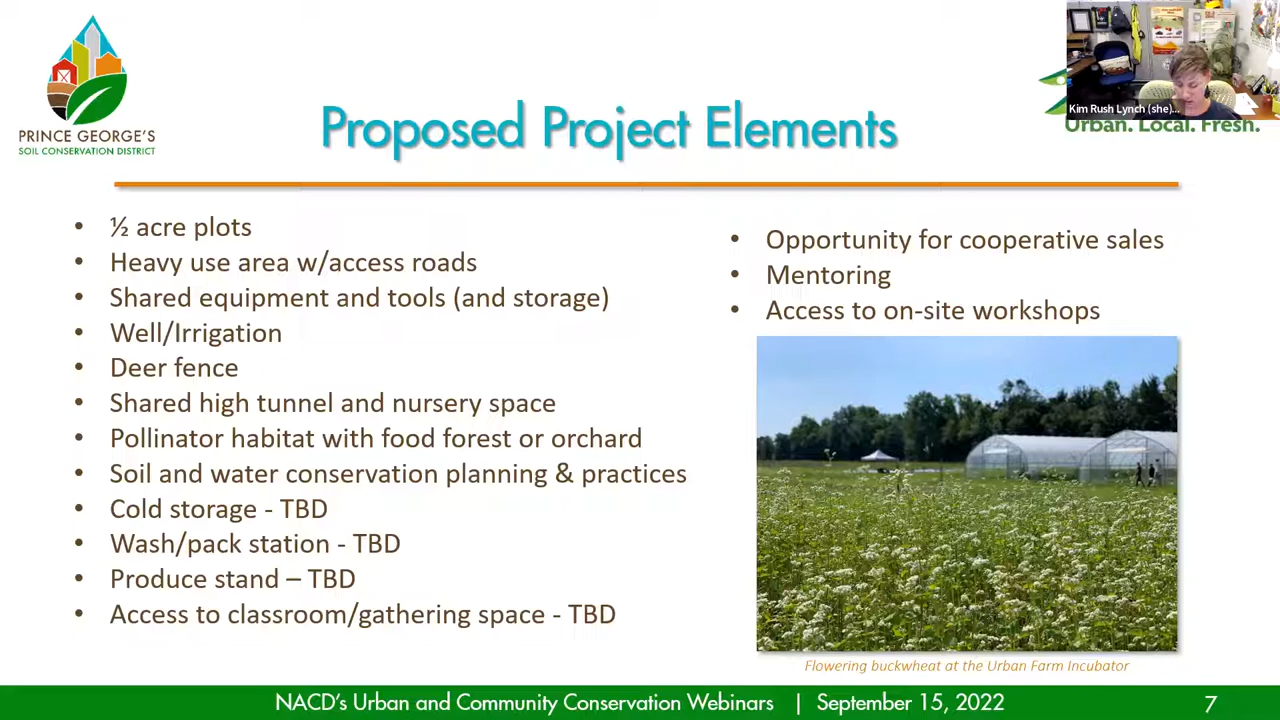 PRINCE GEORGE'S
SOIL CONSERVATION DISTRICT
Kim Rush Lynch (she)...
Urban. Local. Fresh.
Proposed Project Elements
• ½ acre plots
• Heavy use area w/access roads
• Shared equipment and tools (and storage)
• Well/Irrigation
• Deer fence
• Shared high tunnel and nursery space
• Pollinator habitat with food forest or orchard
• Soil and water conservation planning & practices
• Cold storage - TBD
• Wash/pack station - TBD
• Produce stand – TBD
• Access to classroom/gathering space - TBD
• Opportunity for cooperative sales
• Mentoring
• Access to on-site workshops
Flowering buckwheat at the Urban Farm Incubator
NACD's Urban and Community Conservation Webinars | September 15, 2022
7